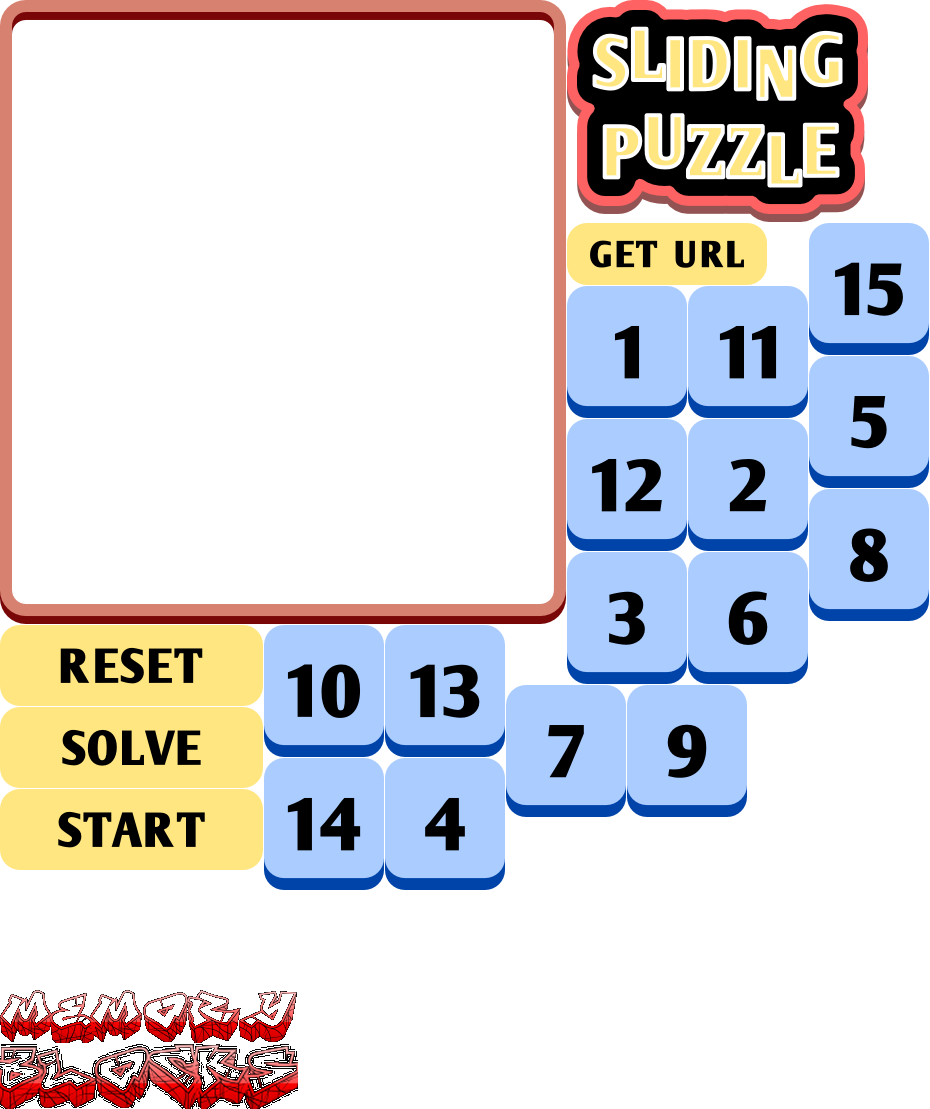 SLIDING
PUZZLE
GET URL
15
1 11
5
12 2
8
3 6
RESET
10 13
SOLVE
7 9
START
14 4
MEMORY
BLOCKS